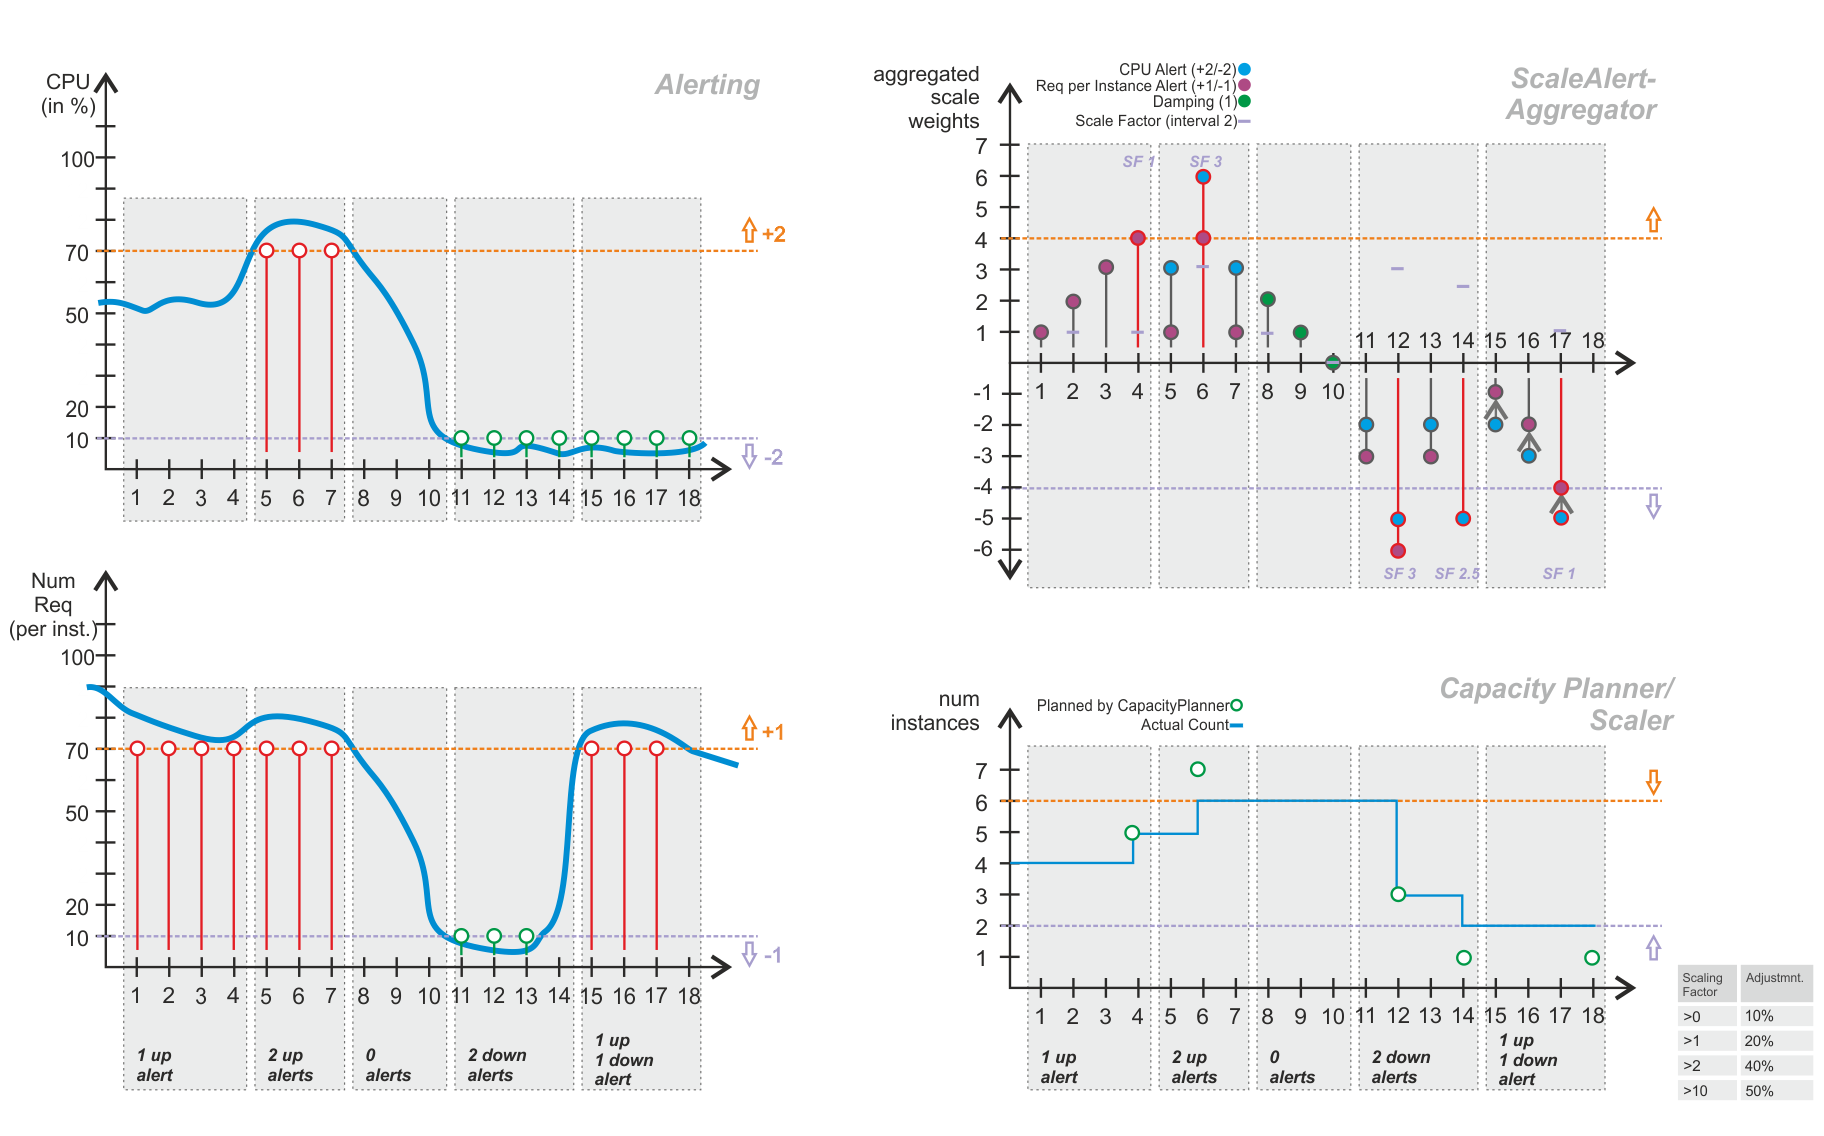 Alerting
CPU
(in %)
100
70
50
20
10
+2
-2
1 2 3 4 5 6 7 8 9 10 11 12 13 14 15 16 17 18
Num
Req
(per inst.)
100
70
50
20
10
+1
-1
1 2 3 4 5 6 7 8 9 10 11 12 13 14 15 16 17 18
1 up
alert
2 up
alerts
0
alerts
2 down
alerts
1 up
1 down
alert
ScaleAlert-
Aggregator
aggregated
scale
weights
CPU Alert (+2/-2)
Req per Instance Alert (+1/-1)
Damping (1)
Scale Factor (interval 2)
7
6
5
4
3
2
1
-1
-2
-3
-4
-5
-6
SF 1
SF 3
11 12 13 14 15 16 17 18
1 2 3 4 5 6 7 8 9 10
SF 3
SF 2.5
SF 1
Capacity Planner/
Scaler
num
instances
Planned by CapacityPlanner
Actual Count
7
6
5
4
3
2
1
1 2 3 4 5 6 7 8 9 10 11 12 13 14 15 16 17 18
1 up
alert
2 up
alerts
0
alerts
2 down
alerts
1 up
1 down
alert
Scaling
Factor
Adjustmnt.
>0 10%
>1 20%
>2 40%
>10 50%